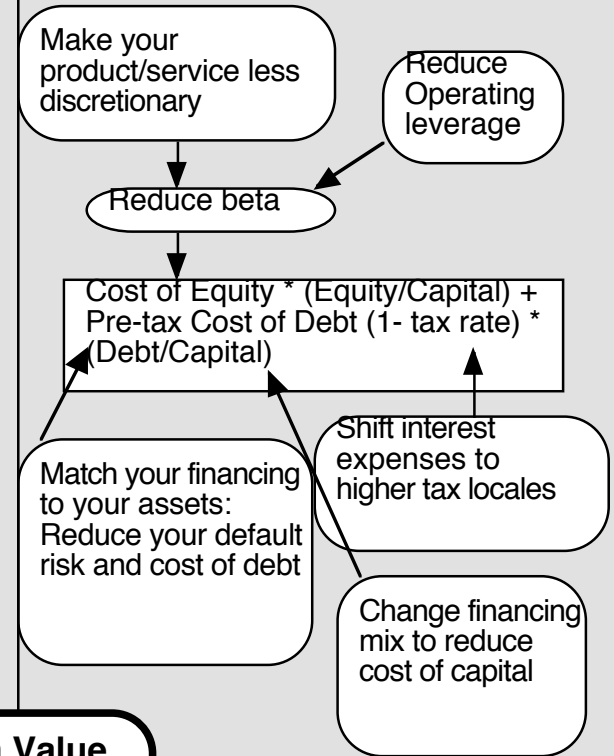 Make your
product/service less
discretionary
Reduce
Operating
leverage
Reduce beta
Cost of Equity * (Equity/Capital) +
Pre-tax Cost of Debt (1- tax rate) *
(Debt/Capital)
Shift interest
expenses to
higher tax locales
Match your financing
to your assets:
Reduce your default
risk and cost of debt
Change financing
mix to reduce
cost of capital
Value